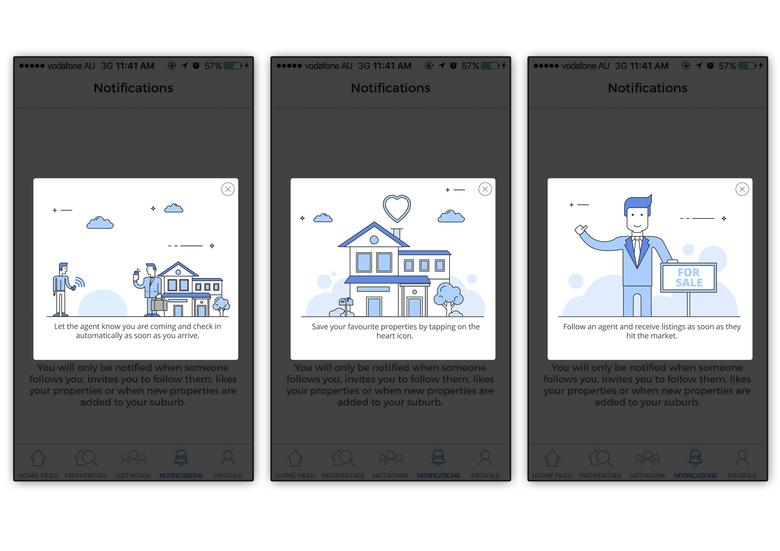 vodafone AU 3G 11:41 AM 57%
Notifications
Let the agent know you are coming and check in
automatically as soon as you arrive.
You will only be notified when someone
follows you, invites you to follow them, likes
your properties or when new properties are
added to your suburb.
HOME FEED PROPERTIES NETWORK NOTIFICATIONS PROFILE
vodafone AU 3G 11:41 AM 57%
Notifications
Save your favourite properties by tapping on the
heart icon.
You will only be notified when someone
follows you, invites you to follow them, likes
your properties or when new properties are
added to your suburb.
HOME FEED PROPERTIES NETWORK NOTIFICATIONS PROFILE
vodafone AU 3G 11:41 AM 57%
Notifications
FOR
SALE
Follow an agent and receive listings as soon as they
hit the market.
You will only be notified when someone
follows you, invites you to follow them, likes
your properties or when new properties are
added to your suburb.
HOME FEED PROPERTIES NETWORK NOTIFICATIONS PROFILE